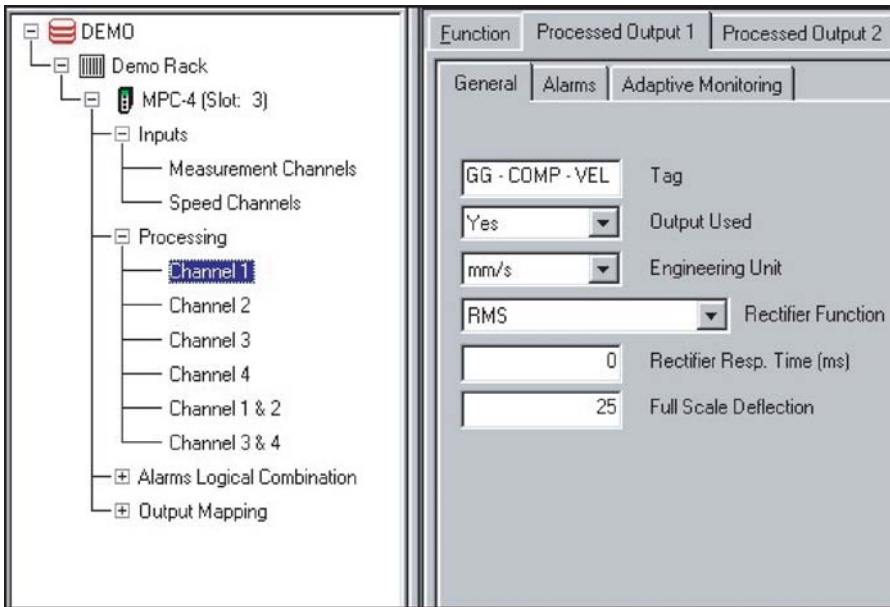 DEMO
Demo Rack
MPC-4 (Slot: 3)
Inputs
Measurement Channels
Speed Channels
Processing
Channel 1
Channel 2
Channel 3
Channel 4
Channel 1 & 2
Channel 3 & 4
Alarms Logical Combination
Output Mapping
Function Processed Output 1 Processed Output 2
General Alarms Adaptive Monitoring
GG - COMP - VEL Tag
Yes Output Used
mm/s Engineering Unit
RMS Rectifier Function
0 Rectifier Resp. Time (ms)
25 Full Scale Deflection